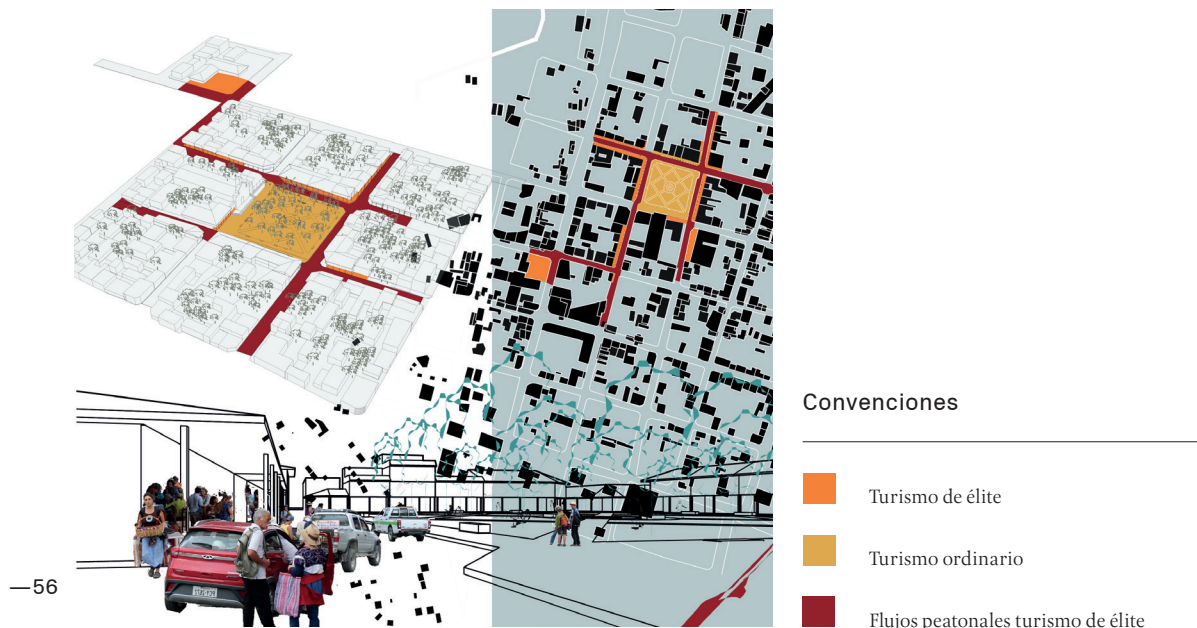 Convenciones
Turismo de élite
Turismo ordinario
Flujos peatonales turismo de élite
—56